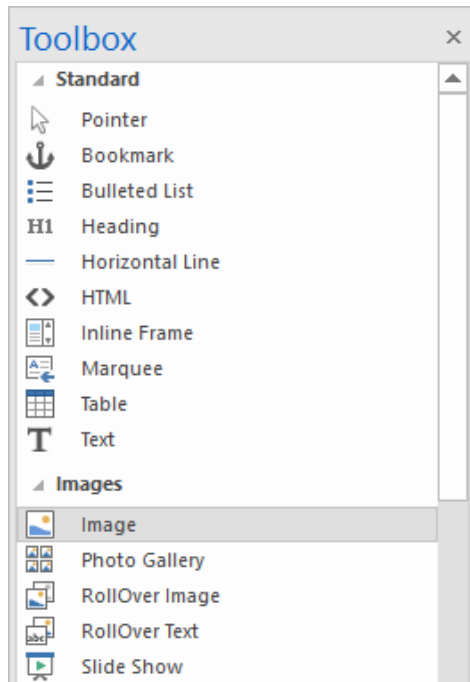 Toolbox
Standard
Pointer
Bookmark
Bulleted List
H1 Heading
Horizontal Line
HTML
Inline Frame
Marquee
Table
T Text
Images
Image
Photo Gallery
RollOver Image
abc RollOver Text
Slide Show